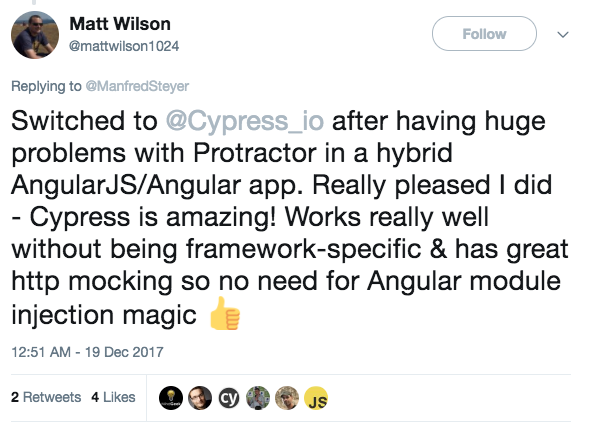 Matt Wilson
@mattwilson1024
Follow
Replying to @ManfredSteyer
Switched to @Cypress_io after having huge
problems with Protractor in a hybrid
AngularJS/Angular app. Really pleased I did
- Cypress is amazing! Works really well
without being framework-specific & has great
http mocking so no need for Angular module
injection magic 👍
12:51 AM - 19 Dec 2017
2 Retweets 4 Likes
cy
JS